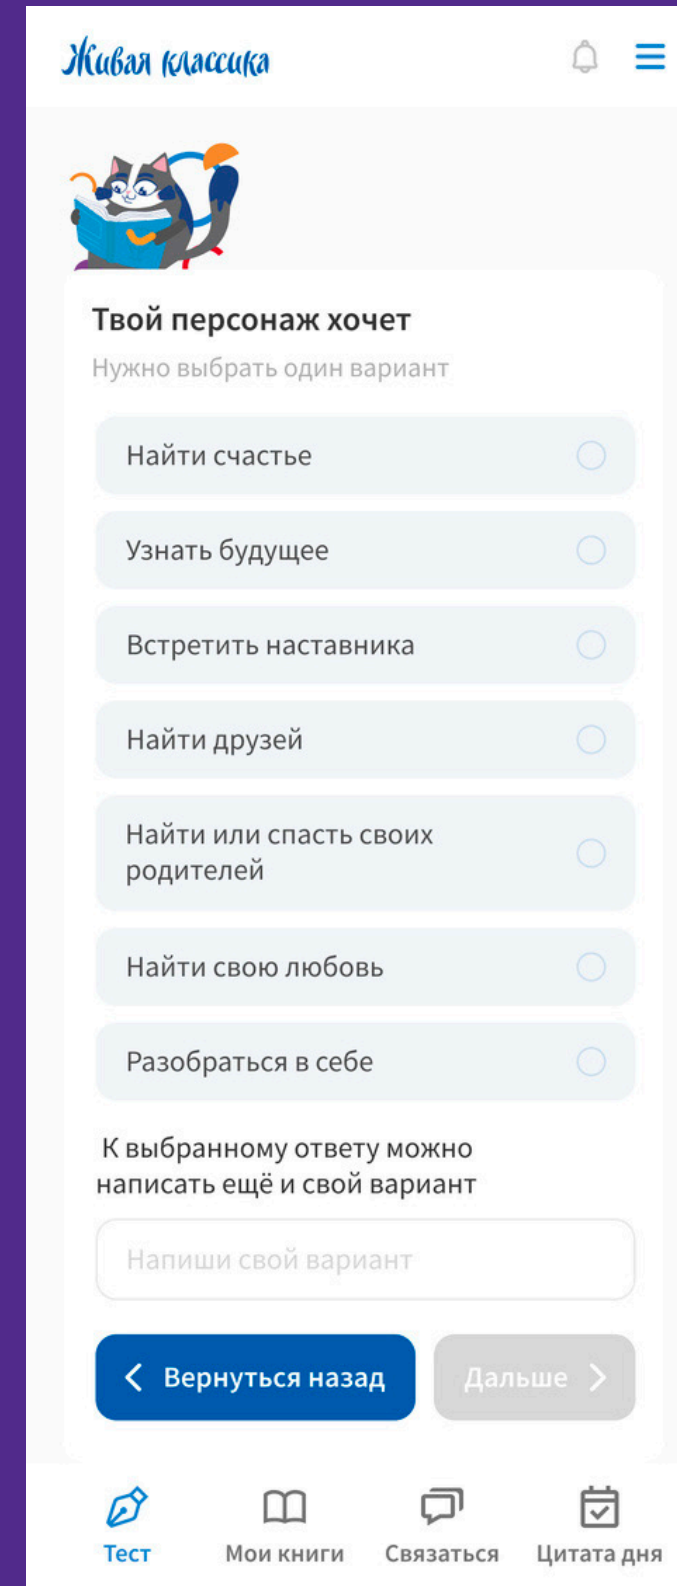 Живая классика
Твой персонаж хочет
Нужно выбрать один вариант
Найти счастье
Узнать будущее
Встретить наставника
Найти друзей
Найти или спасть своих
родителей
Найти свою любовь
Разобраться в себе
К выбранному ответу можно
написать ещё и свой вариант
Напиши свой вариант
Вернуться назад
Дальше
Тест
Мои книги
Связаться
Цитата дня